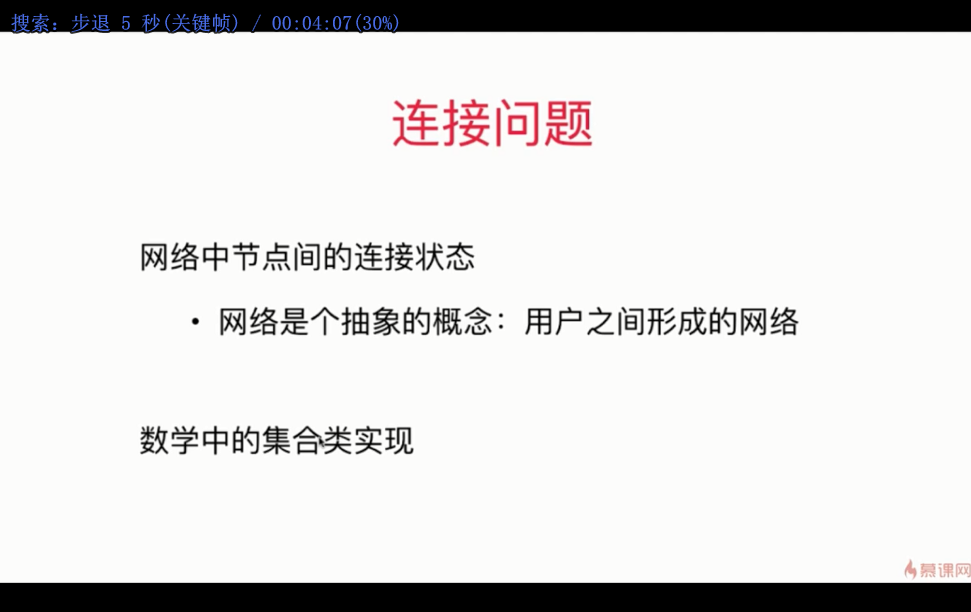 搜索: 步退 5 秒(关键帧) / 00:04:07(30%)
连接问题
网络中节点间的连接状态
• 网络是个抽象的概念：用户之间形成的网络
数学中的集合类实现
慕课网